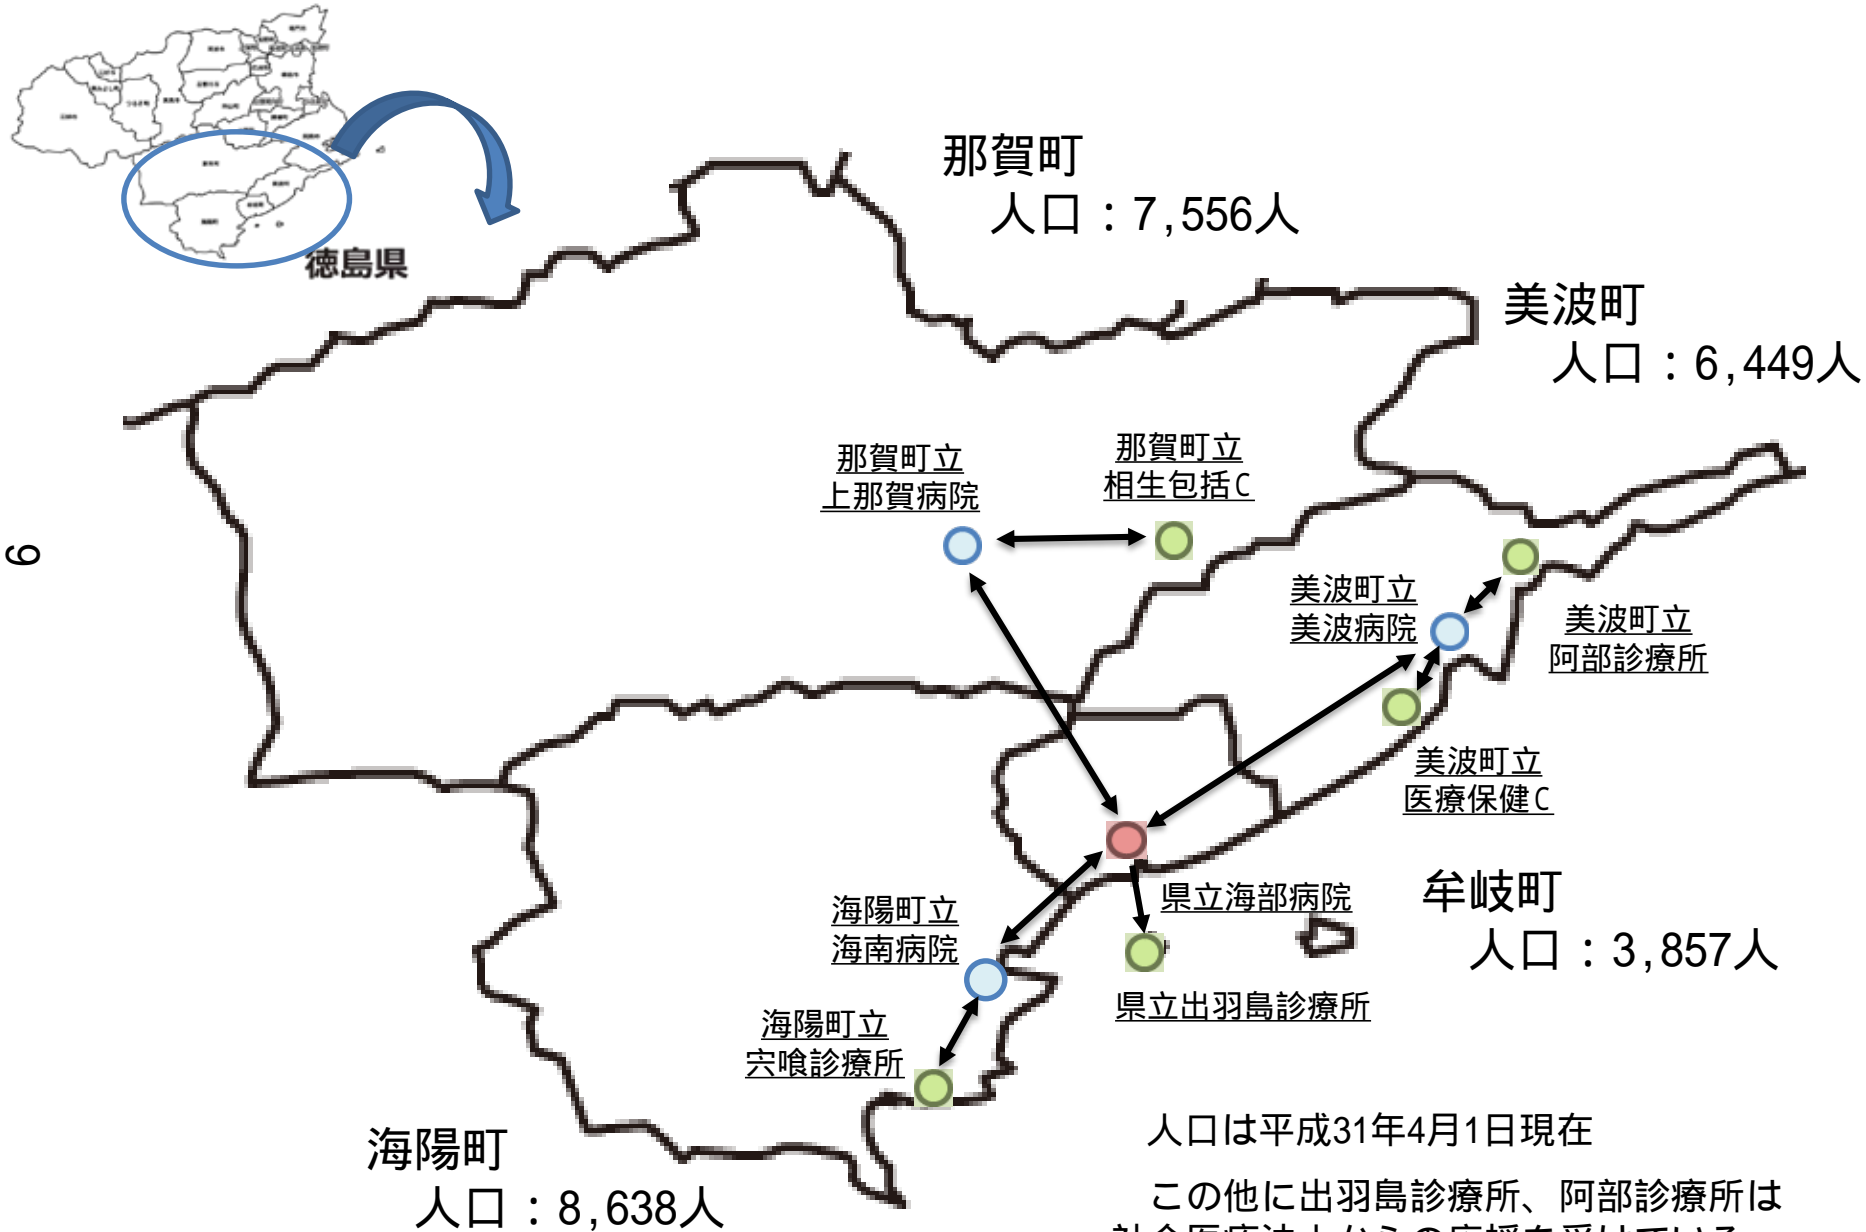 徳島県
那賀町
人口：7,556人
美波町
人口：6,449人
那賀町立
上那賀病院
那賀町立
相生包括C
美波町立
美波病院
美波町立
阿部診療所
美波町立
医療保健C
海陽町立
海南病院
県立海部病院
牟岐町
人口：3,857人
県立出羽島診療所
海陽町立
宍喰診療所
海陽町
人口：8,638人
人口は平成31年4月1日現在
この他に出羽島診療所、阿部診療所は
9